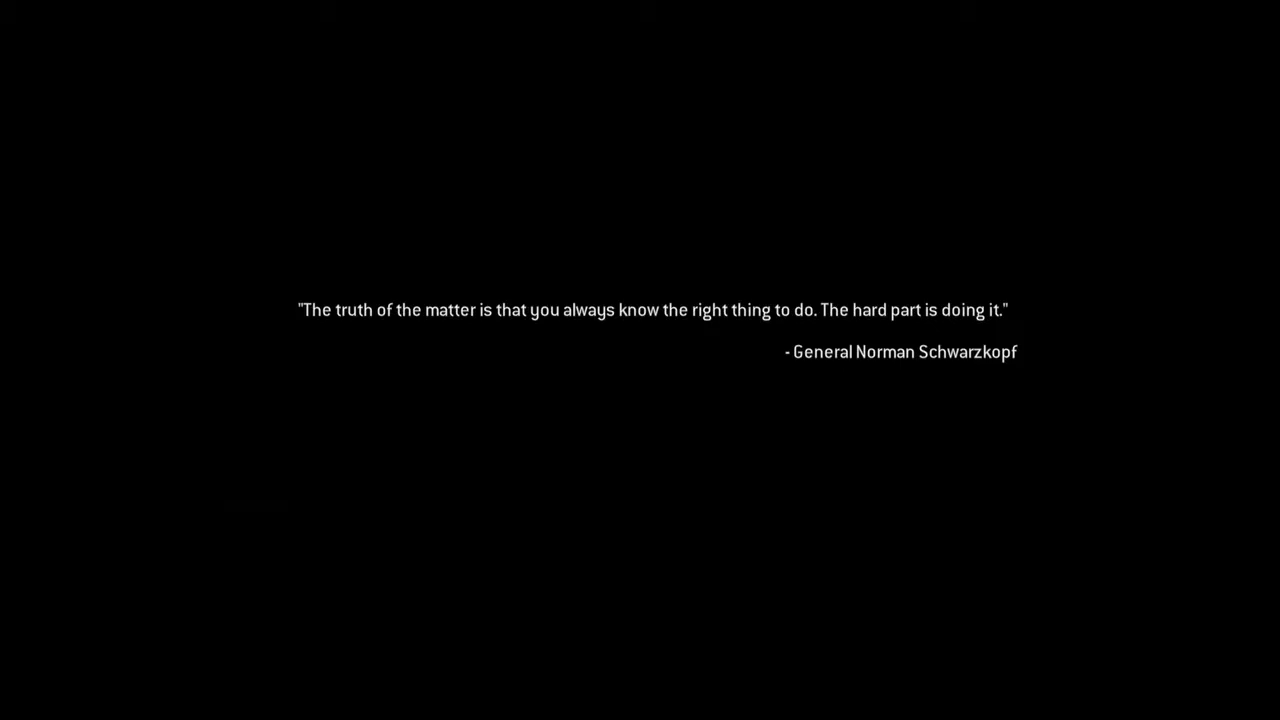 "The truth of the matter is that you always know the right thing to do. The hard part is doing it."
- General Norman Schwarzkopf